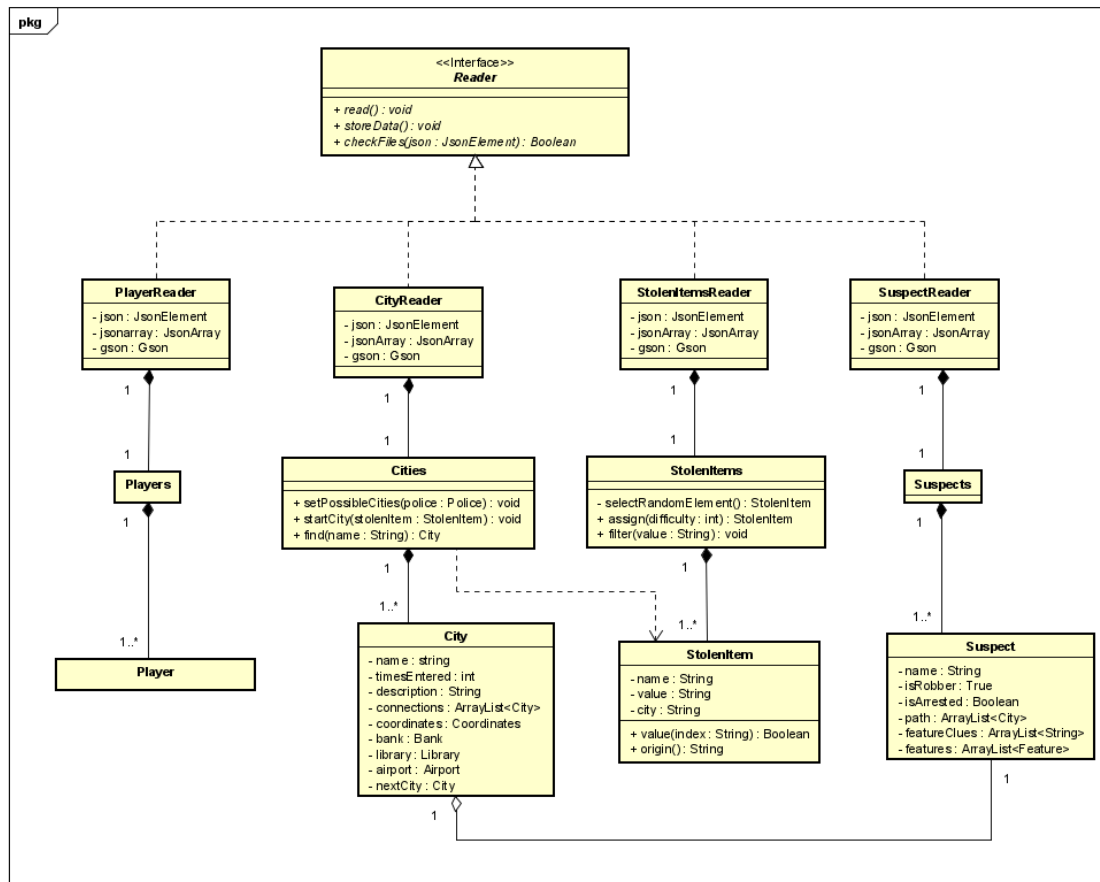 pkg
<<Interface>>
Reader
+ read() : void
+ storeData() : void
+ checkFiles(json : JsonElement) : Boolean
PlayerReader
- json : JsonElement
- jsonarray : JsonArray
- gson : Gson
CityReader
- json : JsonElement
- jsonArray : JsonArray
- gson : Gson
StolenItemsReader
- json : JsonElement
- jsonArray : JsonArray
- gson : Gson
SuspectReader
- json : JsonElement
- jsonArray : JsonArray
- gson : Gson
1
1
1
1
1
1
1
1
Players
Cities
+ setPossibleCities(police : Police) : void
+ startCity(stolenItem : StolenItem) : void
+ find(name : String) : City
StolenItems
- selectRandomElement() : StolenItem
+ assign(difficulty : int) : StolenItem
+ filter(value : String) : void
Suspects
1
1
1
1
1..*
1..*
1..*
1..*
Player
City
- name : string
- timesEntered : int
- description : String
- connections : ArrayList<City>
- coordinates : Coordinates
- bank : Bank
- library : Library
- airport : Airport
- nextCity : City
StolenItem
- name : String
- value : String
- city : String
+ value(index : String) : Boolean
+ origin() : String
Suspect
- name : String
- isRobber : True
- isArrested : Boolean
- path : ArrayList<City>
- featureClues : ArrayList<String>
- features : ArrayList<Feature>
1
1